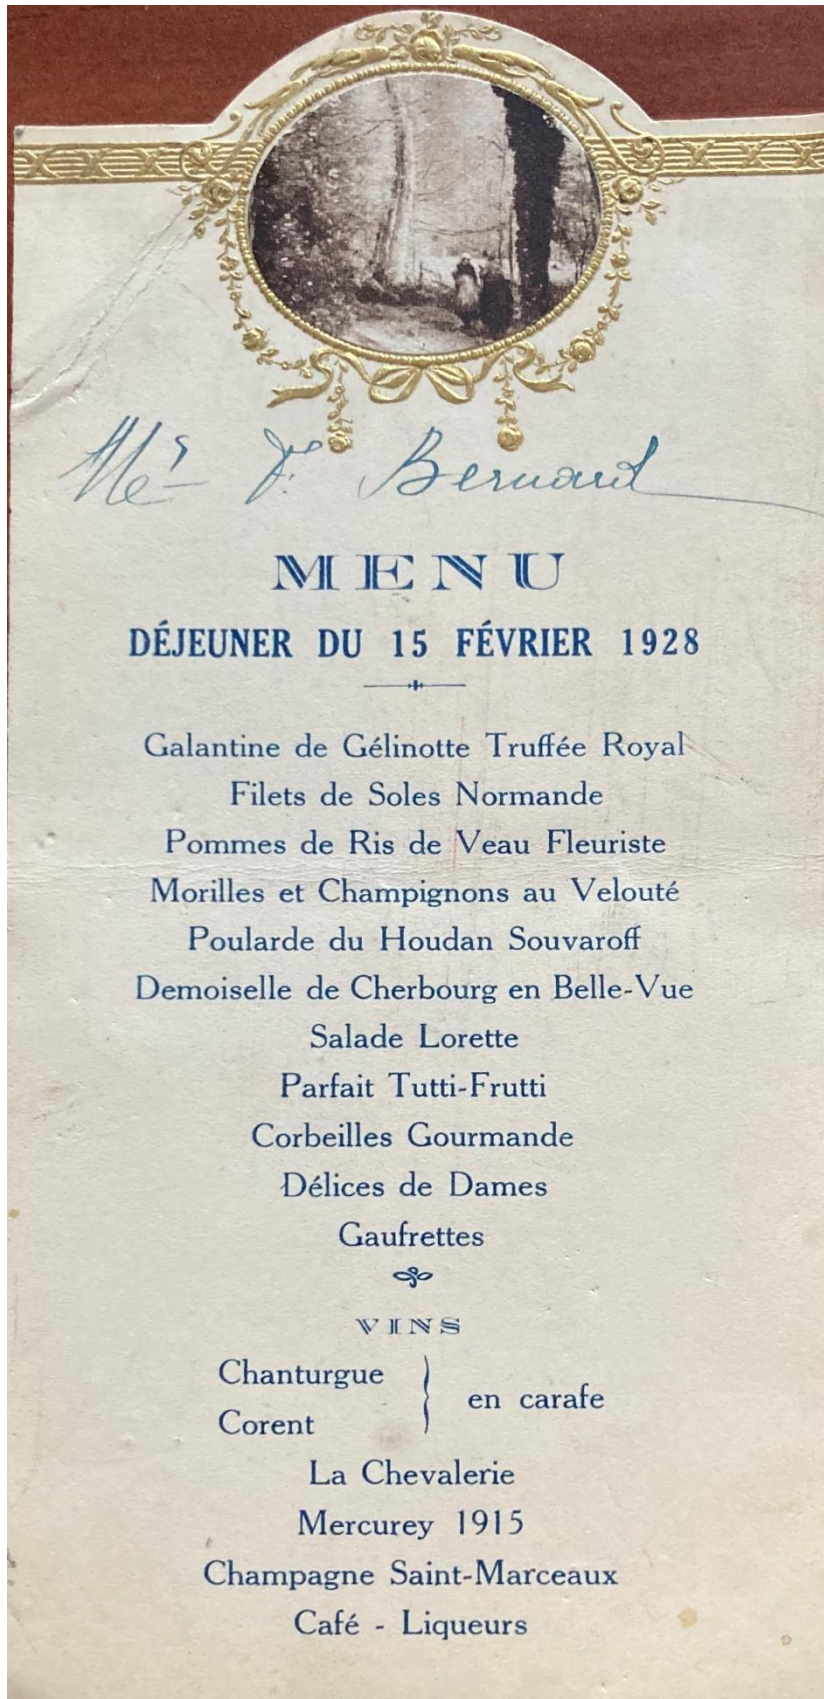 Mr F. Bernard
MENU
DÉJEUNER DU 15 FÉVRIER 1928
Galantine de Gélinotte Truffée Royal
Filets de Soles Normande
Pommes de Ris de Veau Fleuriste
Morilles et Champignons au Velouté
Poularde du Houdan Souvaroff
Demoiselle de Cherbourg en Belle-Vue
Salade Lorette
Parfait Tutti-Frutti
Corbeilles Gourmande
Délices de Dames
Gaufrettes
VINS
Chanturgue
Corent
en carafe
La Chevalerie
Mercurey 1915
Champagne Saint-Marceaux
Café - Liqueurs